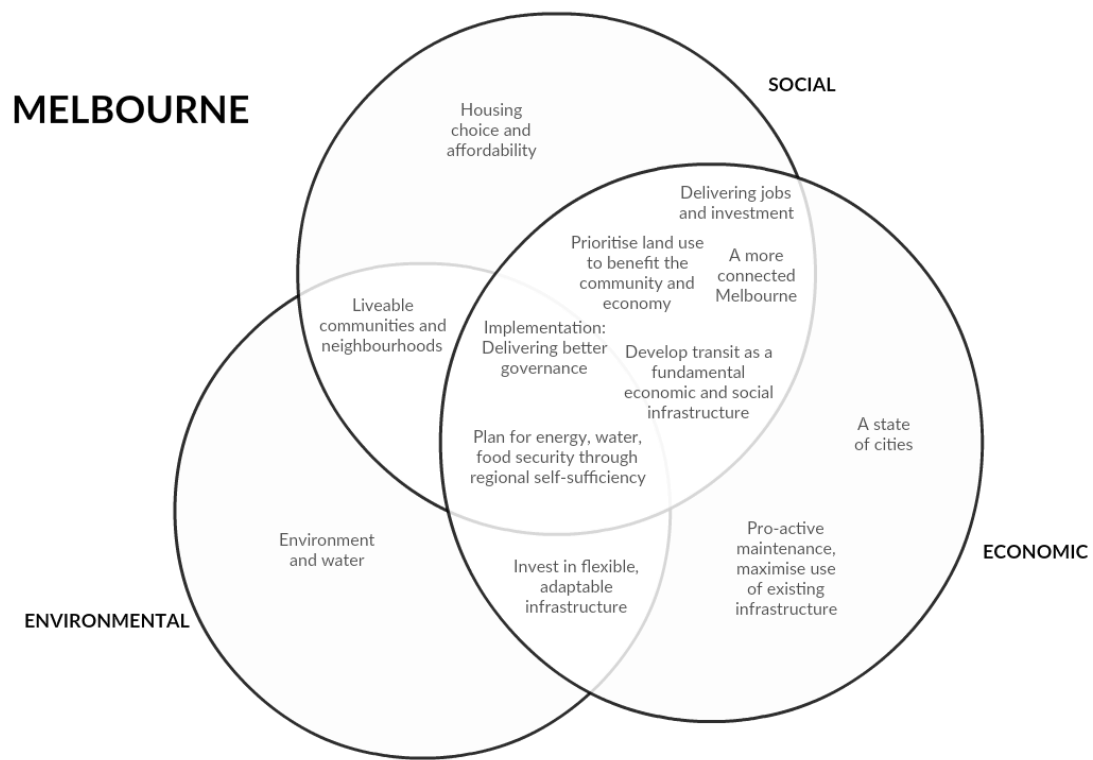 MELBOURNE
SOCIAL
Housing
choice and
affordability
Delivering jobs
and investment
Prioritise land use
to benefit the
community and
economy
A more
connected
Melbourne
Liveable
communities and
neighbourhoods
Implementation:
Delivering better
governance
Develop transit as a
fundamental
economic and social
infrastructure
A state
of cities
Plan for energy, water,
food security through
regional self-sufficiency
Environment
and water
Invest in flexible,
adaptable
infrastructure
Pro-active
maintenance,
maximise use
of existing
infrastructure
ECONOMIC
ENVIRONMENTAL